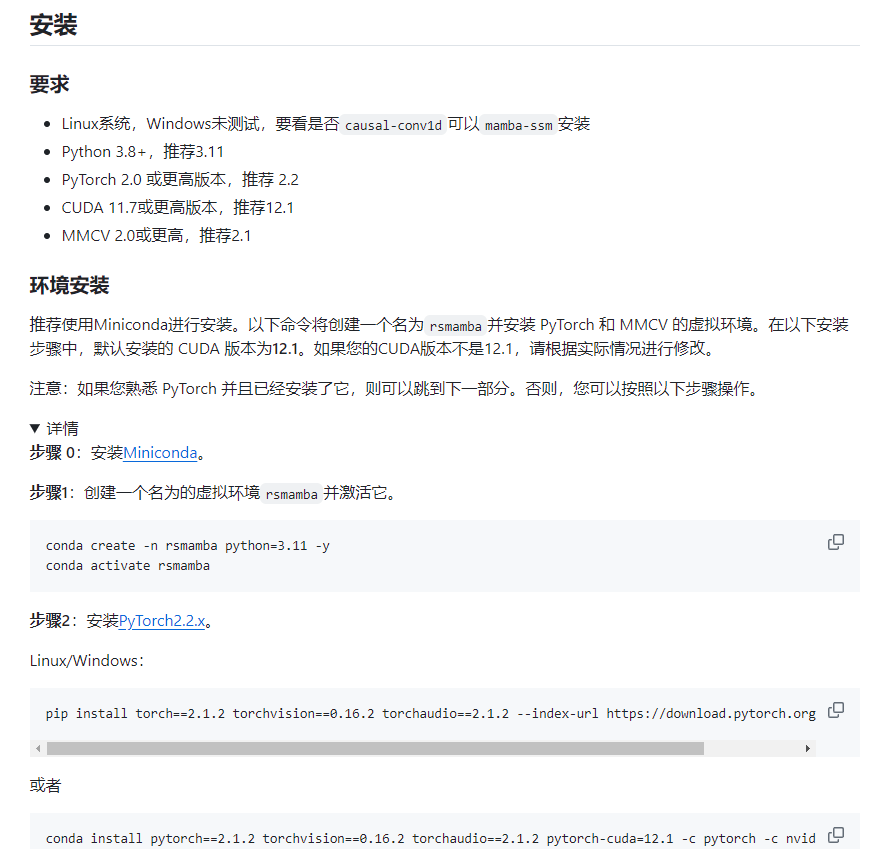 安装
要求
Linux系统，Windows未测试，要看是否 causal-conv1d 可以 mamba-ssm 安装
Python 3.8+，推荐3.11
PyTorch 2.0 或更高版本，推荐 2.2
CUDA 11.7或更高版本，推荐12.1
MMCV 2.0或更高，推荐2.1
环境安装
推荐使用Miniconda进行安装。以下命令将创建一个名为 rsmamba 并安装 PyTorch 和 MMCV 的虚拟环境。在以下安装
步骤中，默认安装的 CUDA 版本为12.1。如果您的CUDA版本不是12.1，请根据实际情况进行修改。
注意：如果您熟悉 PyTorch 并且已经安装了它，则可以跳到下一部分。否则，您可以按照以下步骤操作。
▼ 详情
步骤 0：安装Miniconda。
步骤1：创建一个名为的虚拟环境 rsmamba 并激活它。
conda create -n rsmamba python=3.11 -y
conda activate rsmamba
步骤2：安装PyTorch2.2.x。
Linux/Windows：
pip install torch==2.1.2 torchvision==0.16.2 torchaudio==2.1.2 --index-url https://download.pytorch.org
或者
conda install pytorch==2.1.2 torchvision==0.16.2 torchaudio==2.1.2 pytorch-cuda=12.1 -c pytorch -c nvid